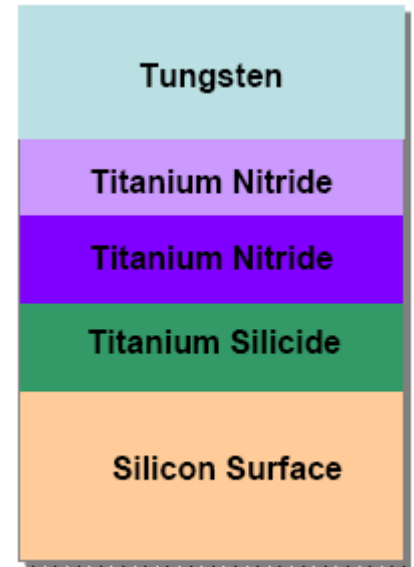 Tungsten
Titanium Nitride
Titanium Nitride
Titanium Silicide
Silicon Surface